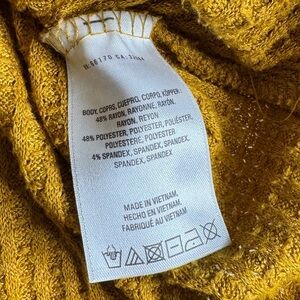 BODY, CORPS, CUERPO, CORPO, KÖRPER:
48% RAYON, RAYONNE, RAYON,
RAYON, REYON
48% POLYESTER, POLYESTER, POLIÉSTER,
POLYESTERE, POLYESTER
4% SPANDEX, SPANDEX, SPANDEX,
SPANDEX, SPANDEX
MADE IN VIETNAM.
HECHO EN VIETNAM.
FABRIQUÉ AU VIETNAM.